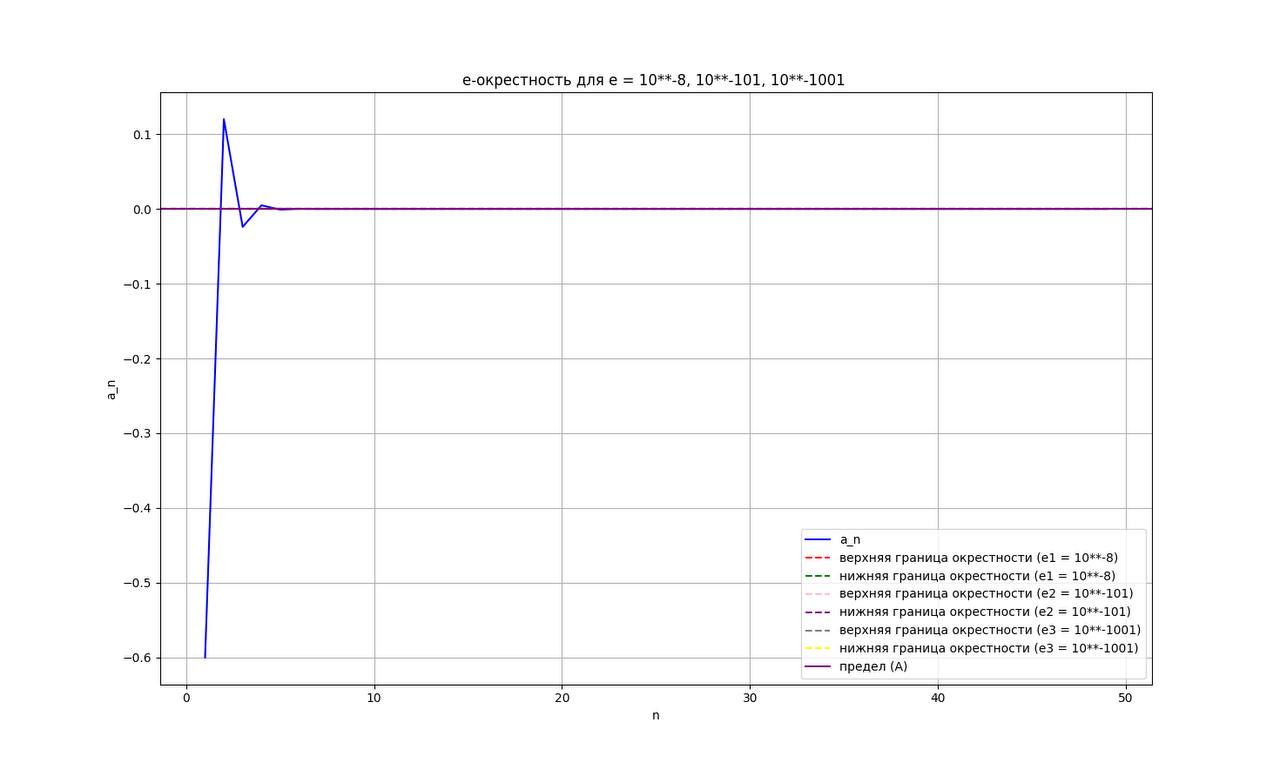 e-окрестность для e = 10**-8, 10**-101, 10**-1001
0.1
0.0
−0.1
−0.2
−0.3
−0.4
−0.5
−0.6
a_n
a_n
верхняя граница окрестности (e1 = 10**-8)
нижняя граница окрестности (e1 = 10**-8)
верхняя граница окрестности (e2 = 10**-101)
нижняя граница окрестности (e2 = 10**-101)
верхняя граница окрестности (e3 = 10**-1001)
нижняя граница окрестности (e3 = 10**-1001)
предел (A)
0 10 20 30 40 50
n